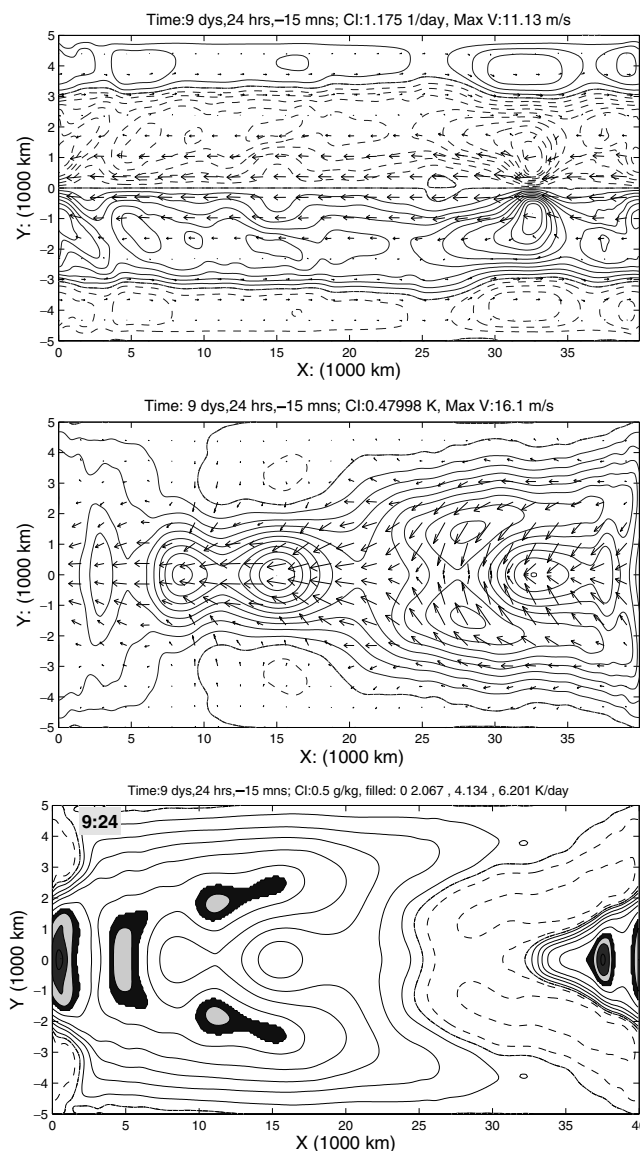 Time:9 dys,24 hrs,−15 mns; CI:1.175 1/day, Max V:11.13 m/s
5
4
3
2
1
0
−1
−2
−3
−4
−5
Y: (1000 km)
0 5 10 15 20 25 30 35
X: (1000 km)
Time: 9 dys,24 hrs,−15 mns; CI:0.47998 K, Max V:16.1 m/s
5
4
3
2
1
0
−1
−2
−3
−4
−5
Y: (1000 km)
0 5 10 15 20 25 30 35
X: (1000 km)
Time:9 dys,24 hrs,−15 mns; CI:0.5 g/kg, filled: 0 2.067 , 4.134 , 6.201 K/day
9:24
5
4
3
2
1
0
−1
−2
−3
−4
−5
Y (1000 km)
0 5 10 15 20 25 30 35
X (1000 km)